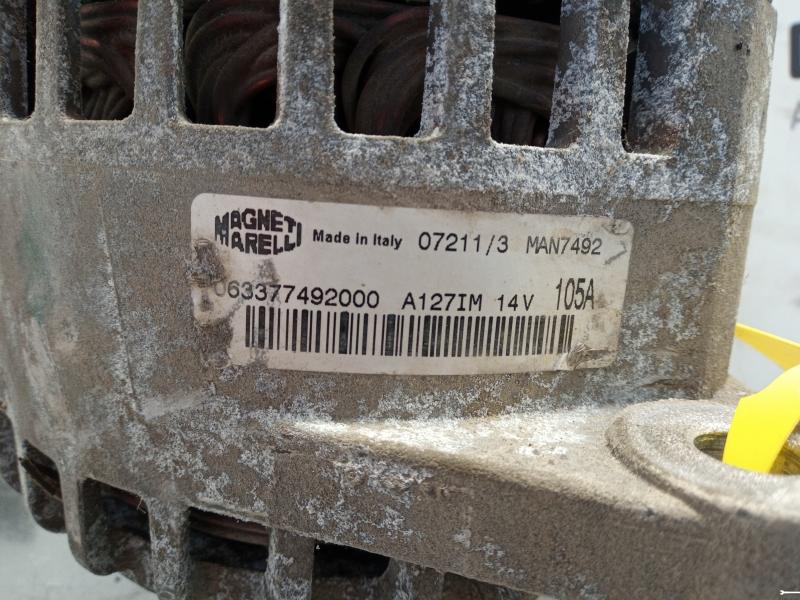 MAGNETI MARELLI Made in Italy 07211/3 MAN7492
063377492000 A127IM 14V 105A